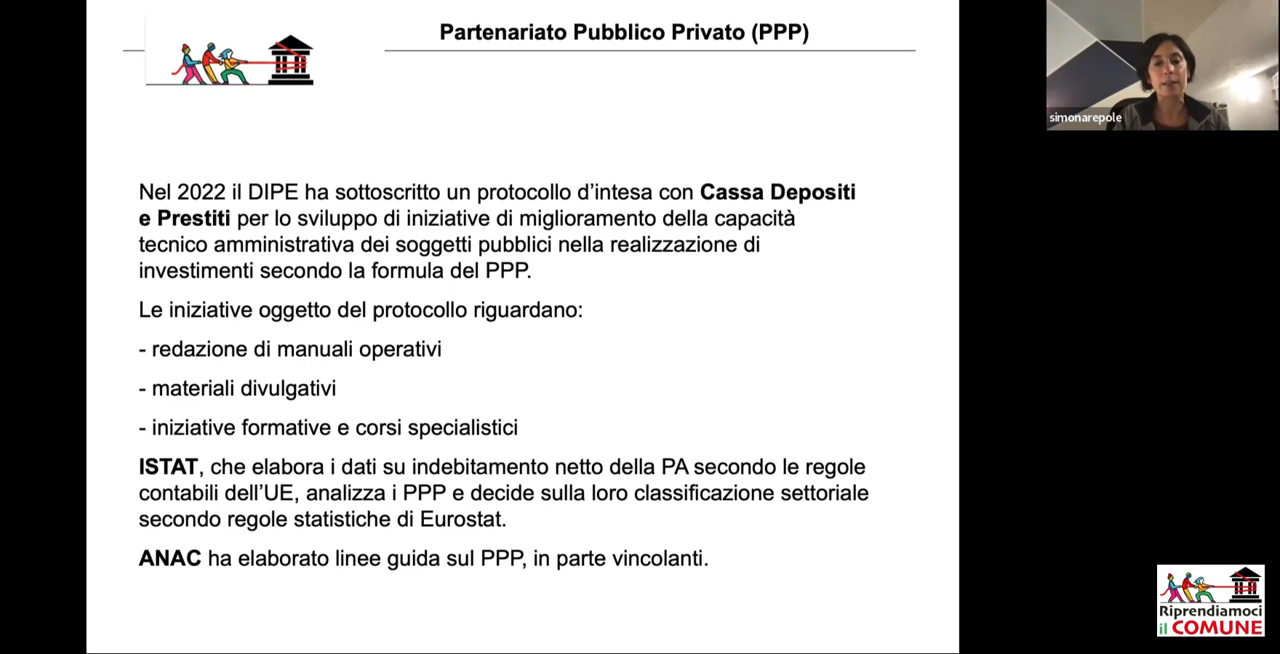 Partenariato Pubblico Privato (PPP)
simonarepole
Nel 2022 il DIPE ha sottoscritto un protocollo d’intesa con Cassa Depositi
e Prestiti per lo sviluppo di iniziative di miglioramento della capacità
tecnico amministrativa dei soggetti pubblici nella realizzazione di
investimenti secondo la formula del PPP.
Le iniziative oggetto del protocollo riguardano:
- redazione di manuali operativi
- materiali divulgativi
- iniziative formative e corsi specialistici
ISTAT, che elabora i dati su indebitamento netto della PA secondo le regole
contabili dell’UE, analizza i PPP e decide sulla loro classificazione settoriale
secondo regole statistiche di Eurostat.
ANAC ha elaborato linee guida sul PPP, in parte vincolanti.
Riprendiamoci
il COMUNE